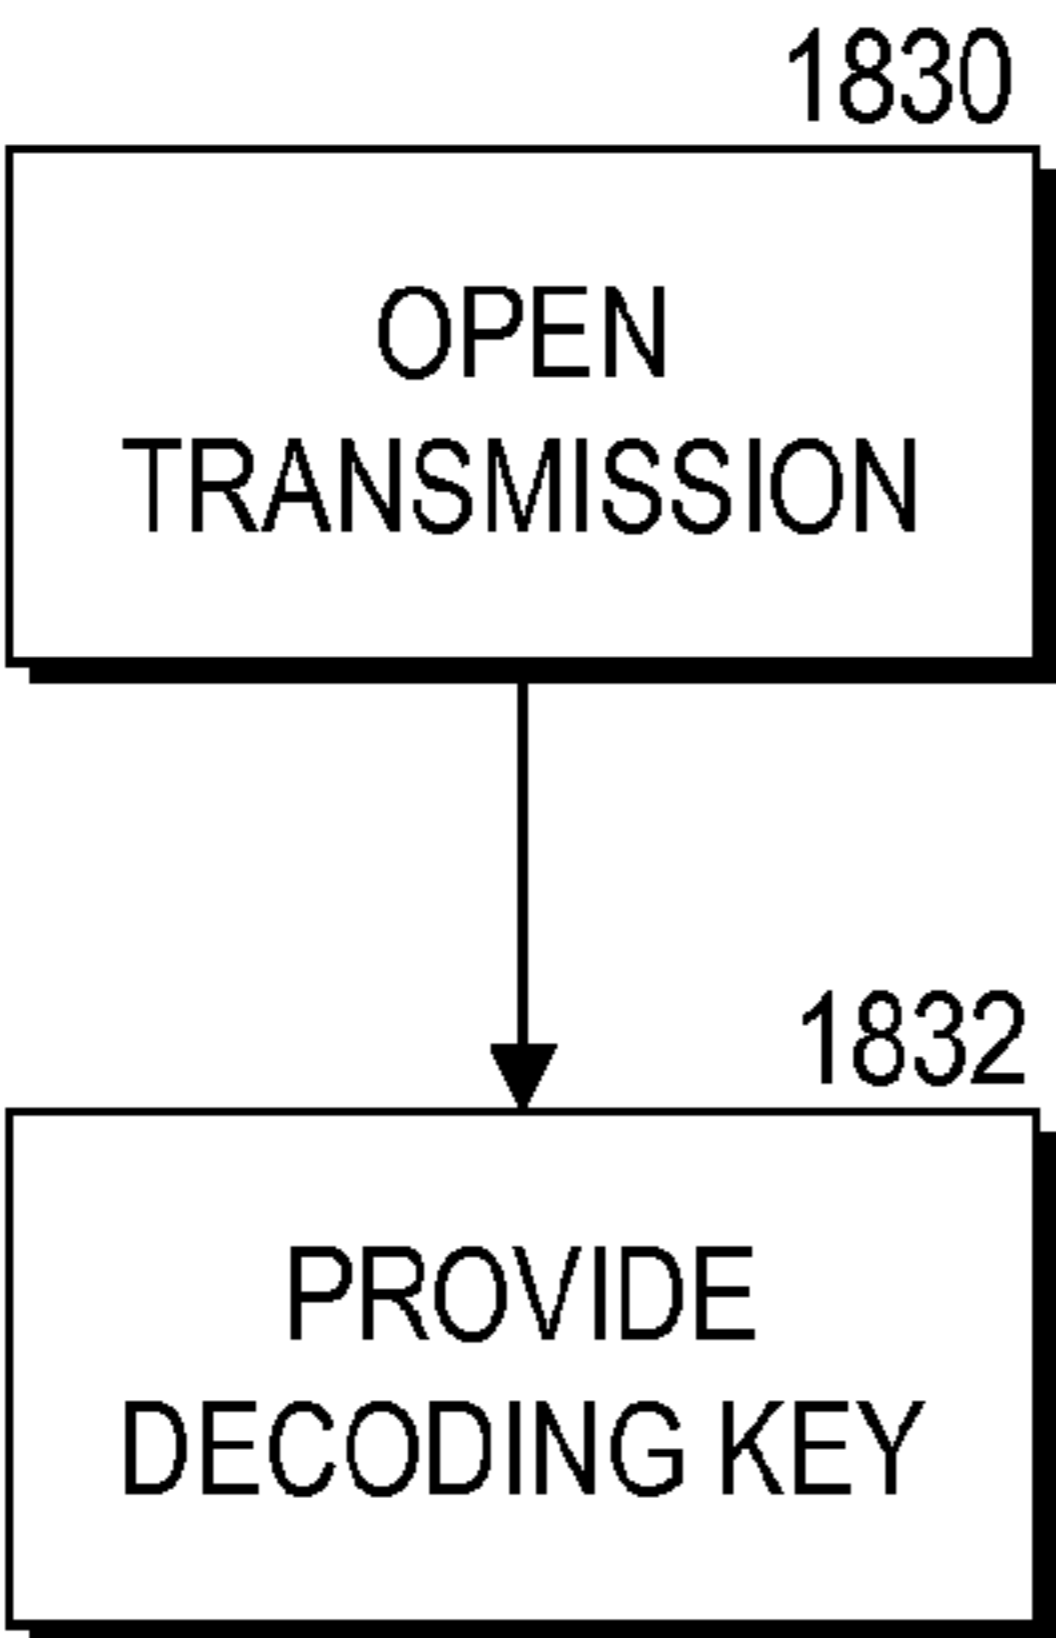 1830
OPEN
TRANSMISSION
1832
PROVIDE
DECODING KEY